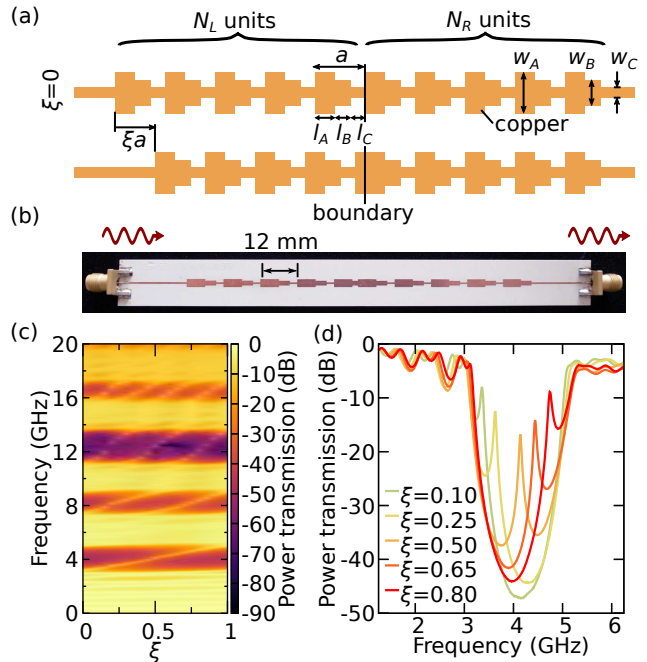 (a)
N_L units
N_R units
a
w_A
w_B
w_C
ξ=0
l_A
l_B
l_C
copper
ξa
boundary
(b)
12 mm
(c)
(d)
20
16
12
8
4
0
Frequency (GHz)
0
0.5
1
ξ
0
-10
-20
-30
-40
-50
-60
-70
-80
-90
Power transmission (dB)
0
-10
-20
-30
-40
-50
Power transmission (dB)
ξ=0.10
ξ=0.25
ξ=0.50
ξ=0.65
ξ=0.80
2
3
4
5
6
Frequency (GHz)